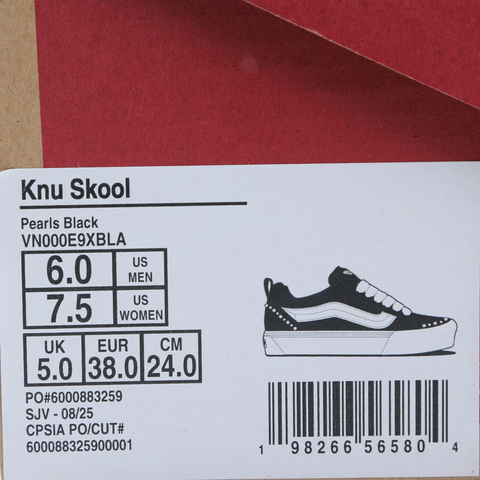 Knu Skool
Pearls Black
VN000E9XBLA
6.0 US MEN
7.5 US WOMEN
UK EUR CM
5.0 38.0 24.0
PO#6000883259
SJV - 08/25
CPSIA PO/CUT#
600088325900001
1 98266 56580 4